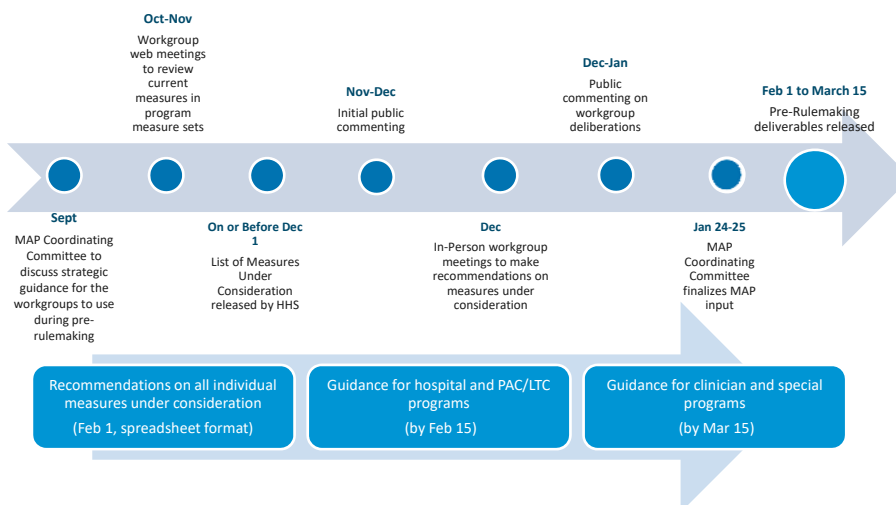 Oct-Nov
Workgroup
web meetings
to review
current
measures in
program
measure sets
Nov-Dec
Initial public
commenting
Dec-Jan
Public
commenting on
workgroup
deliberations
Feb 1 to March 15
Pre-Rulemaking
deliverables released
Sept
MAP Coordinating
Committee to
discuss strategic
guidance for the
workgroups to use
during pre-
rulemaking
On or Before Dec
1
List of Measures
Under
Consideration
released by HHS
Dec
In-Person workgroup
meetings to make
recommendations on
measures under
consideration
Jan 24-25
MAP
Coordinating
Committee
finalizes MAP
input
Recommendations on all individual
measures under consideration
(Feb 1, spreadsheet format)
Guidance for hospital and PAC/LTC
programs
(by Feb 15)
Guidance for clinician and special
programs
(by Mar 15)